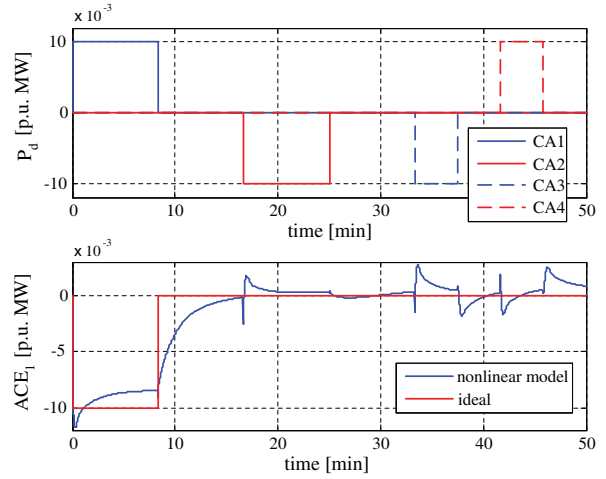 x 10⁻³
10
0
-10
P_d [p.u. MW]
0 10 20 30 40 50
time [min]
CA1
CA2
CA3
CA4
x 10⁻³
0
-5
-10
ACE₁ [p.u. MW]
0 10 20 30 40 50
time [min]
nonlinear model
ideal